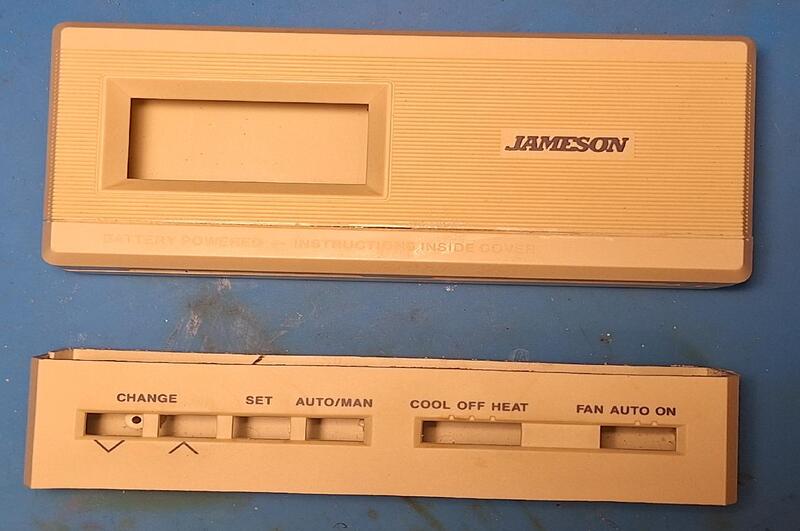 JAMESON
BATTERY POWERED -- INSTRUCTIONS INSIDE COVER
CHANGE SET AUTO/MAN COOL OFF HEAT FAN AUTO ON